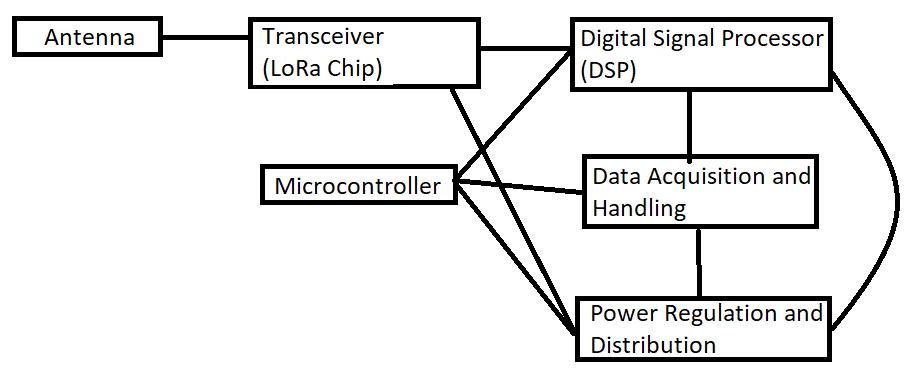 Antenna
Transceiver
(LoRa Chip)
Digital Signal Processor
(DSP)
Microcontroller
Data Acquisition and
Handling
Power Regulation and
Distribution